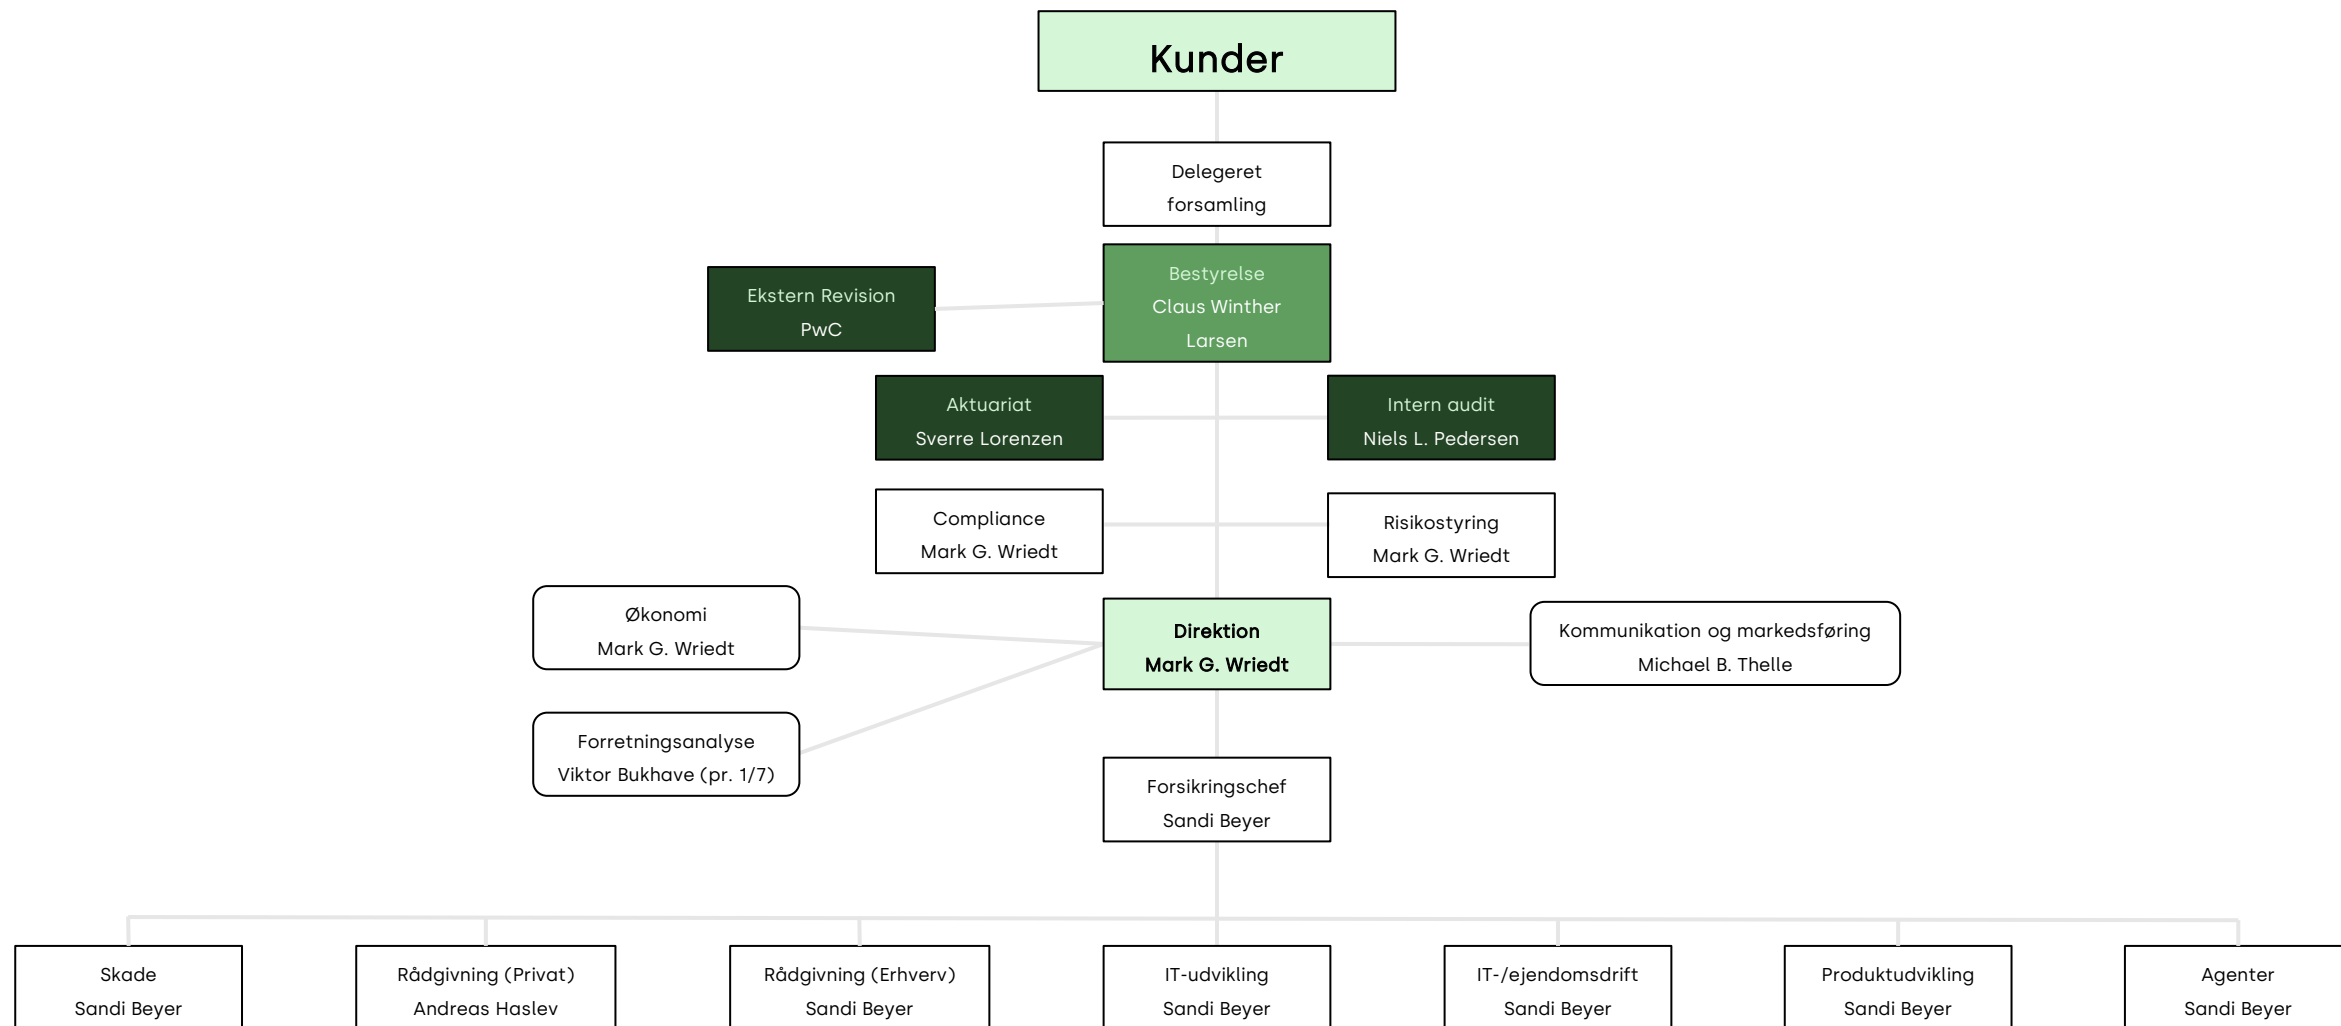 Kunder
Delegeret
forsamling
Ekstern Revision
PwC
Bestyrelse
Claus Winther
Larsen
Aktuariat
Sverre Lorenzen
Intern audit
Niels L. Pedersen
Compliance
Mark G. Wriedt
Risikostyring
Mark G. Wriedt
Økonomi
Mark G. Wriedt
Direktion
Mark G. Wriedt
Kommunikation og markedsføring
Michael B. Thelle
Forretningsanalyse
Viktor Bukhave (pr. 1/7)
Forsikringschef
Sandi Beyer
Skade
Sandi Beyer
Rådgivning (Privat)
Andreas Haslev
Rådgivning (Erhverv)
Sandi Beyer
IT-udvikling
Sandi Beyer
IT-/ejendomsdrift
Sandi Beyer
Produktudvikling
Sandi Beyer
Agenter
Sandi Beyer